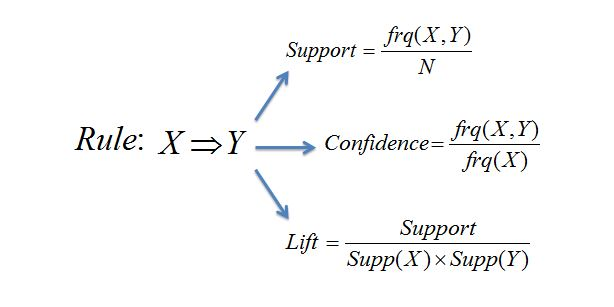 Support = frq(X,Y) / N
Rule: X ⇒ Y
Confidence = frq(X,Y) / frq(X)
Lift = Support / Supp(X) × Supp(Y)